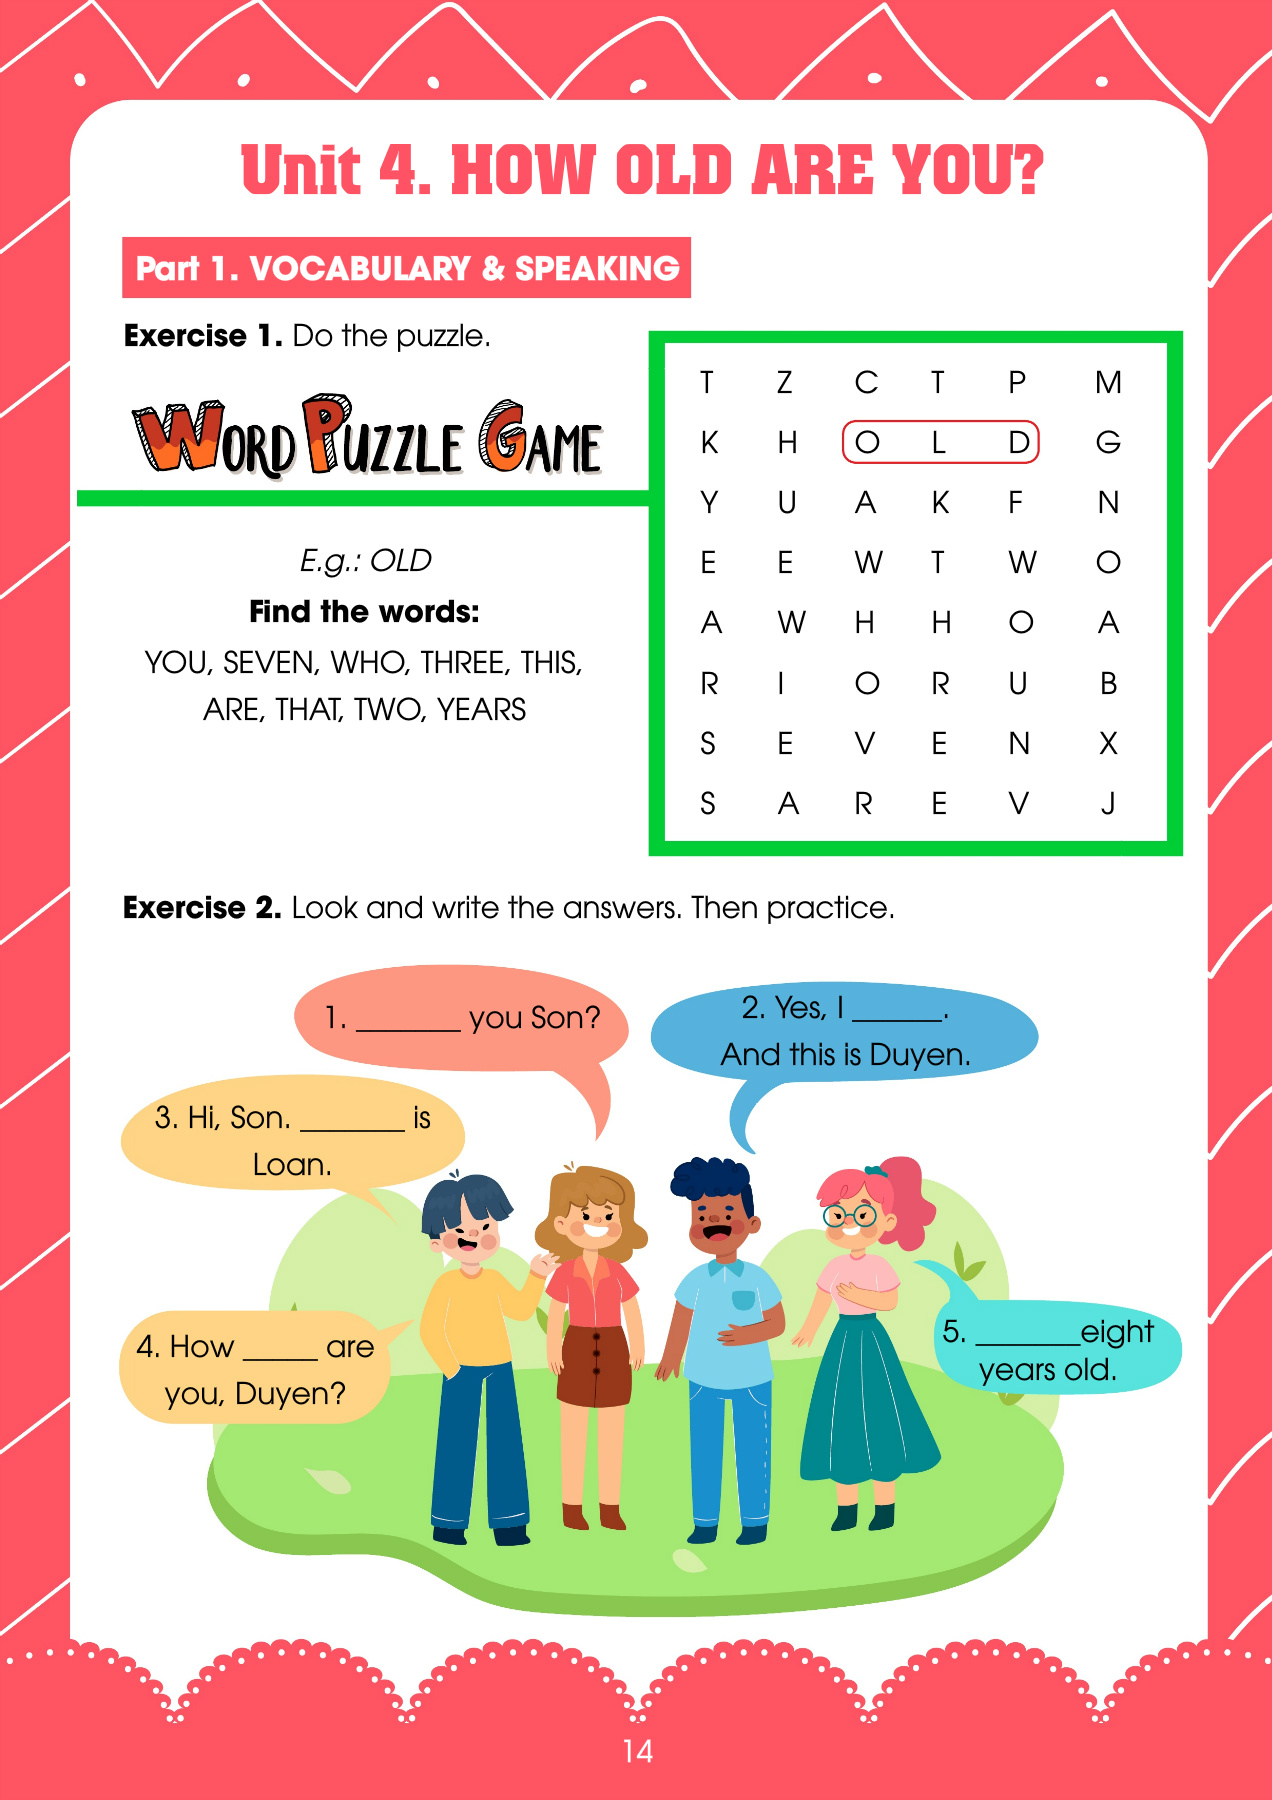 Unit 4. HOW OLD ARE YOU?
Part 1. VOCABULARY & SPEAKING
Exercise 1. Do the puzzle.
WORD PUZZLE GAME
E.g.: OLD
Find the words:
YOU, SEVEN, WHO, THREE, THIS,
ARE, THAT, TWO, YEARS
T Z C T P M
K H O L D G
Y U A K F N
E E W T W O
A W H H O A
R I O R U B
S E V E N X
S A R E V J
Exercise 2. Look and write the answers. Then practice.
1. _______ you Son?
2. Yes, I ______.
And this is Duyen.
3. Hi, Son. _______ is
Loan.
4. How _____ are
you, Duyen?
5. _______eight
years old.
14